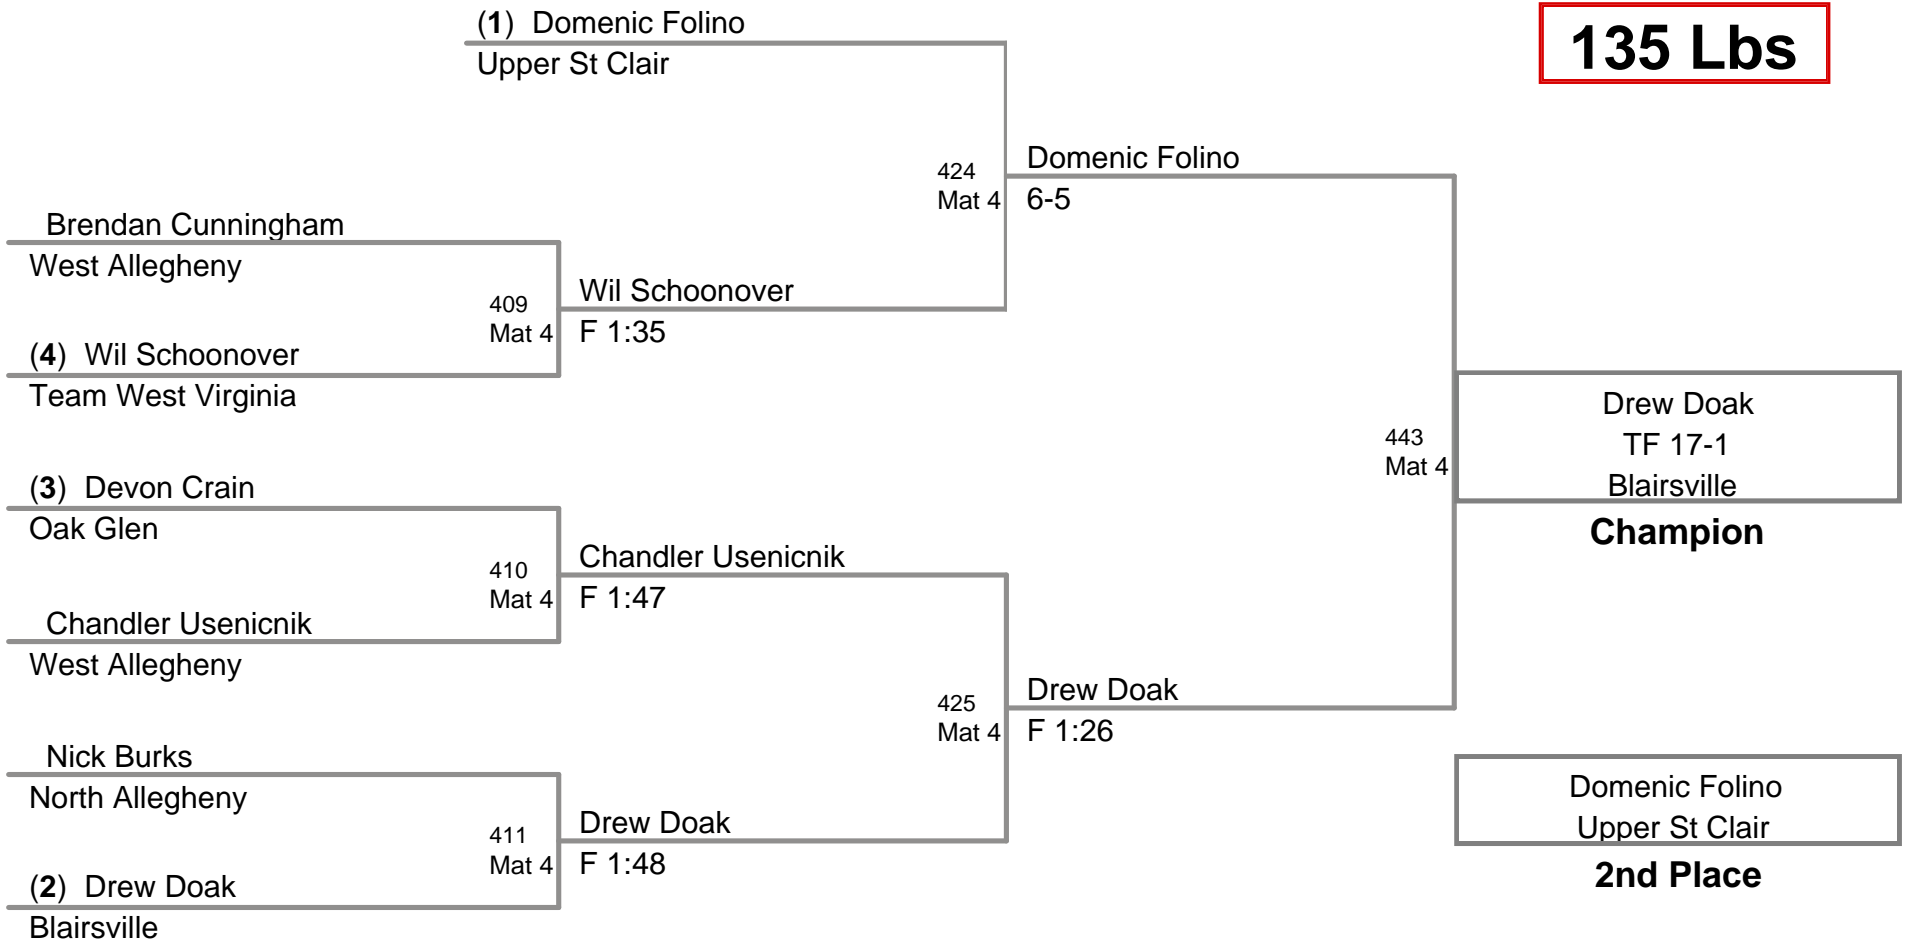 (1) Domenic Folino
Upper St Clair
135 Lbs
424
Mat 4
Domenic Folino
6-5
Brendan Cunningham
West Allegheny
409
Mat 4
Wil Schoonover
F 1:35
(4) Wil Schoonover
Team West Virginia
(3) Devon Crain
Oak Glen
410
Mat 4
Chandler Usenicnik
F 1:47
Chandler Usenicnik
West Allegheny
443
Mat 4
Drew Doak
TF 17-1
Blairsville
Champion
425
Mat 4
Drew Doak
F 1:26
Nick Burks
North Allegheny
411
Mat 4
Drew Doak
F 1:48
(2) Drew Doak
Blairsville
Domenic Folino
Upper St Clair
2nd Place